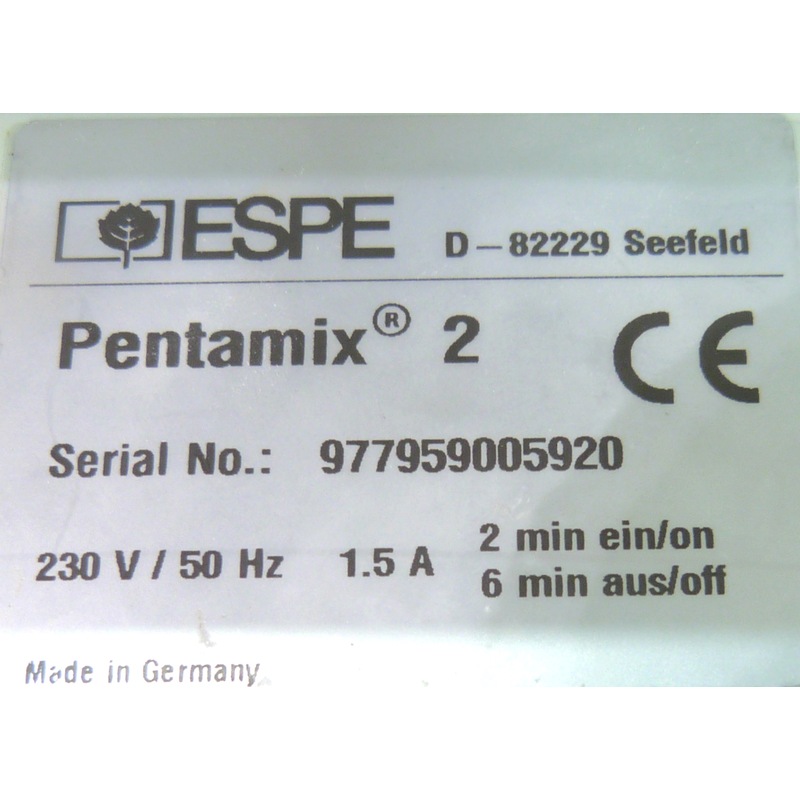 ESPE D-82229 Seefeld
Pentamix® 2 CE
Serial No.: 977959005920
230 V / 50 Hz 1.5 A 2 min ein/on
6 min aus/off
Made in Germany